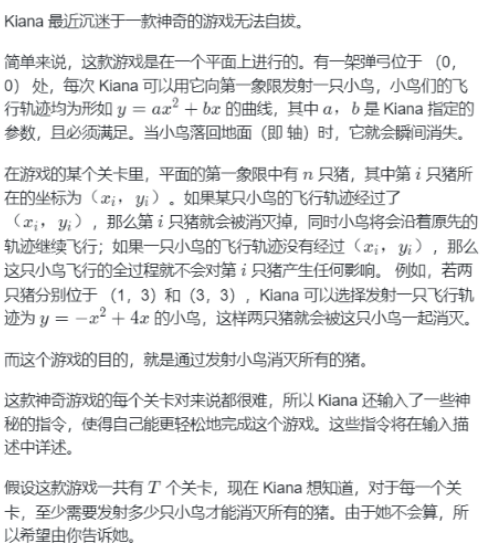 Kiana 最近沉迷于一款神奇的游戏无法自拔。
简单来说，这款游戏是在一个平面上进行的。有一架弹弓位于 （0，
0） 处，每次 Kiana 可以用它向第一象限发射一只小鸟，小鸟们的飞
行轨迹均为形如 y = ax² + bx 的曲线，其中 a，b 是 Kiana 指定的
参数，且必须满足。当小鸟落回地面（即 轴）时，它就会瞬间消失。
在游戏的某个关卡里，平面的第一象限中有 n 只猪，其中第 i 只猪所
在的坐标为（xᵢ，yᵢ）。如果某只小鸟的飞行轨迹经过了
（xᵢ，yᵢ），那么第 i 只猪就会被消灭掉，同时小鸟将会沿着原先的
轨迹继续飞行；如果一只小鸟的飞行轨迹没有经过（xᵢ，yᵢ），那么
这只小鸟飞行的全过程就不会对第 i 只猪产生任何影响。 例如，若两
只猪分别位于 （1，3）和（3，3），Kiana 可以选择发射一只飞行轨
迹为 y = −x² + 4x 的小鸟，这样两只猪就会被这只小鸟一起消灭。
而这个游戏的目的，就是通过发射小鸟消灭所有的猪。
这款神奇游戏的每个关卡对来说都很难，所以 Kiana 还输入了一些神
秘的指令，使得自己能更轻松地完成这个游戏。这些指令将在输入描
述中详述。
假设这款游戏一共有 T 个关卡，现在 Kiana 想知道，对于每一个关
卡，至少需要发射多少只小鸟才能消灭所有的猪。由于她不会算，所
以希望由你告诉她。